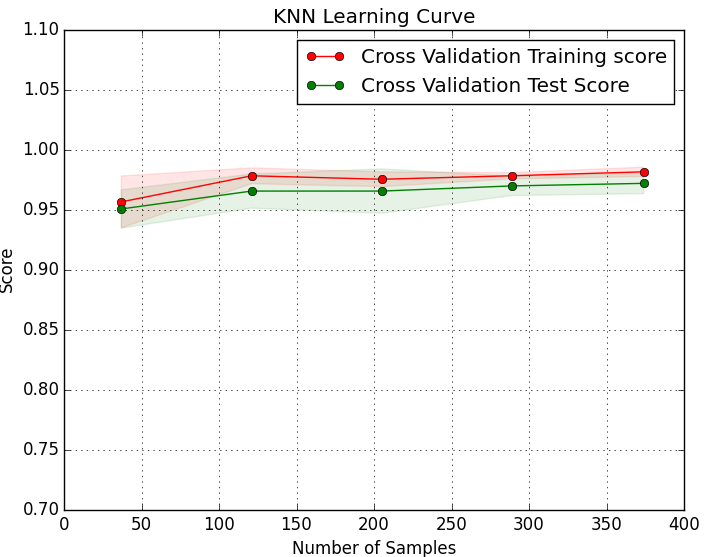 KNN Learning Curve
Cross Validation Training score
Cross Validation Test Score
1.10
1.05
1.00
0.95
0.90
0.85
0.80
0.75
0.70
Score
0 50 100 150 200 250 300 350 400
Number of Samples